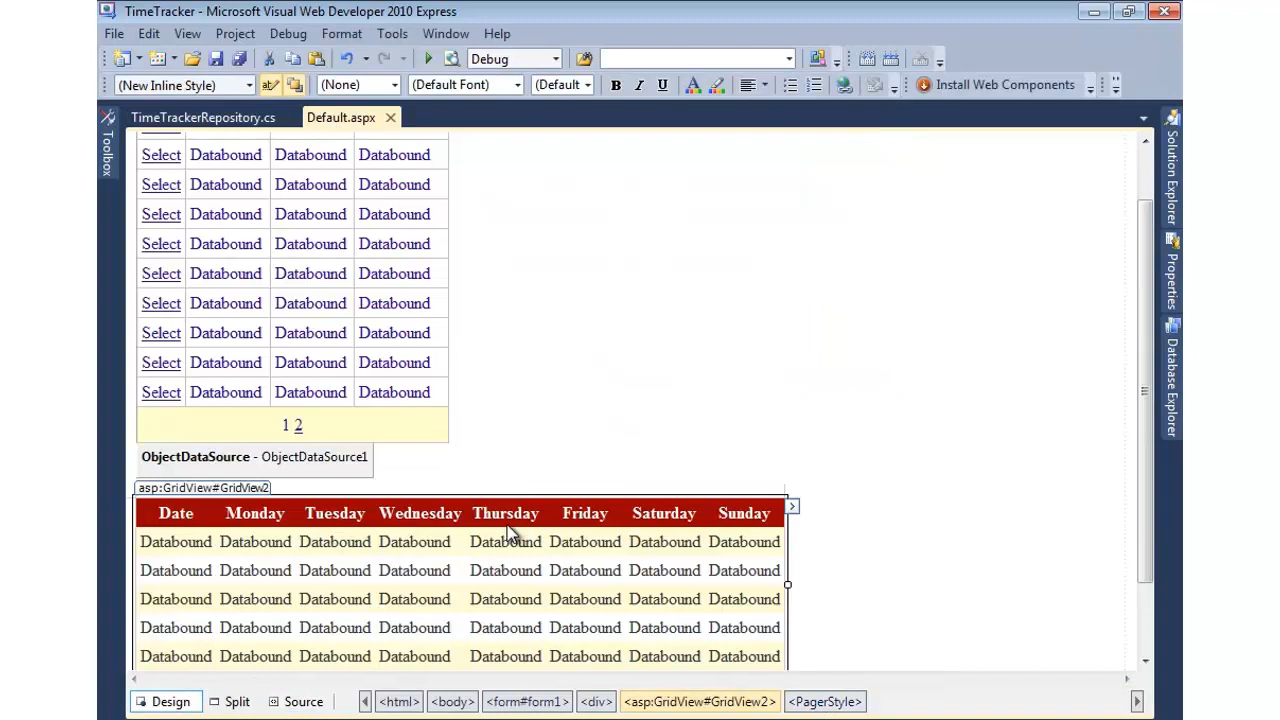 TimeTracker - Microsoft Visual Web Developer 2010 Express
File Edit View Project Debug Format Tools Window Help
Debug
(New Inline Style) (None) (Default Font) (Default B I U A Install Web Components
TimeTrackerRepository.cs Default.aspx
Toolbox
Solution Explorer
Properties
Database Explorer
Select Databound Databound Databound
Select Databound Databound Databound
Select Databound Databound Databound
Select Databound Databound Databound
Select Databound Databound Databound
Select Databound Databound Databound
Select Databound Databound Databound
Select Databound Databound Databound
Select Databound Databound Databound
1 2
ObjectDataSource - ObjectDataSource1
asp:GridView#GridView2
Date Monday Tuesday Wednesday Thursday Friday Saturday Sunday
Databound Databound Databound Databound Databound Databound Databound Databound
Databound Databound Databound Databound Databound Databound Databound Databound
Databound Databound Databound Databound Databound Databound Databound Databound
Databound Databound Databound Databound Databound Databound Databound Databound
Databound Databound Databound Databound Databound Databound Databound Databound
Design Split Source <html> <body> <form#form1> <div> <asp:GridView#GridView2> <PagerStyle>